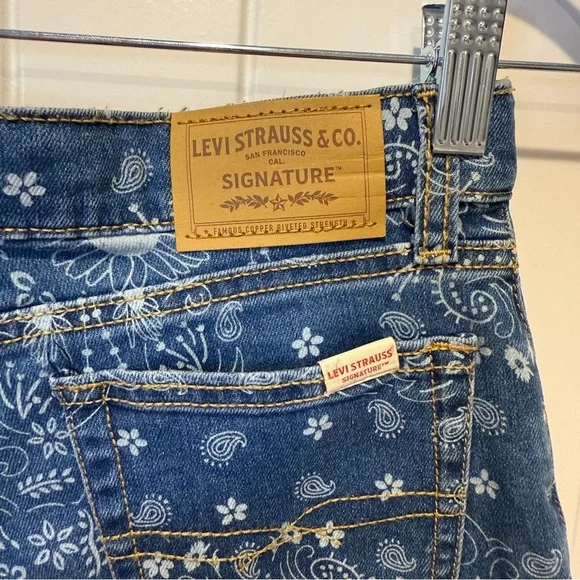 LEVI STRAUSS & CO.
SAN FRANCISCO
CAL.
SIGNATURE™
FAMOUS COPPER RIVETED STRENGTH
LEVI STRAUSS
SIGNATURE™